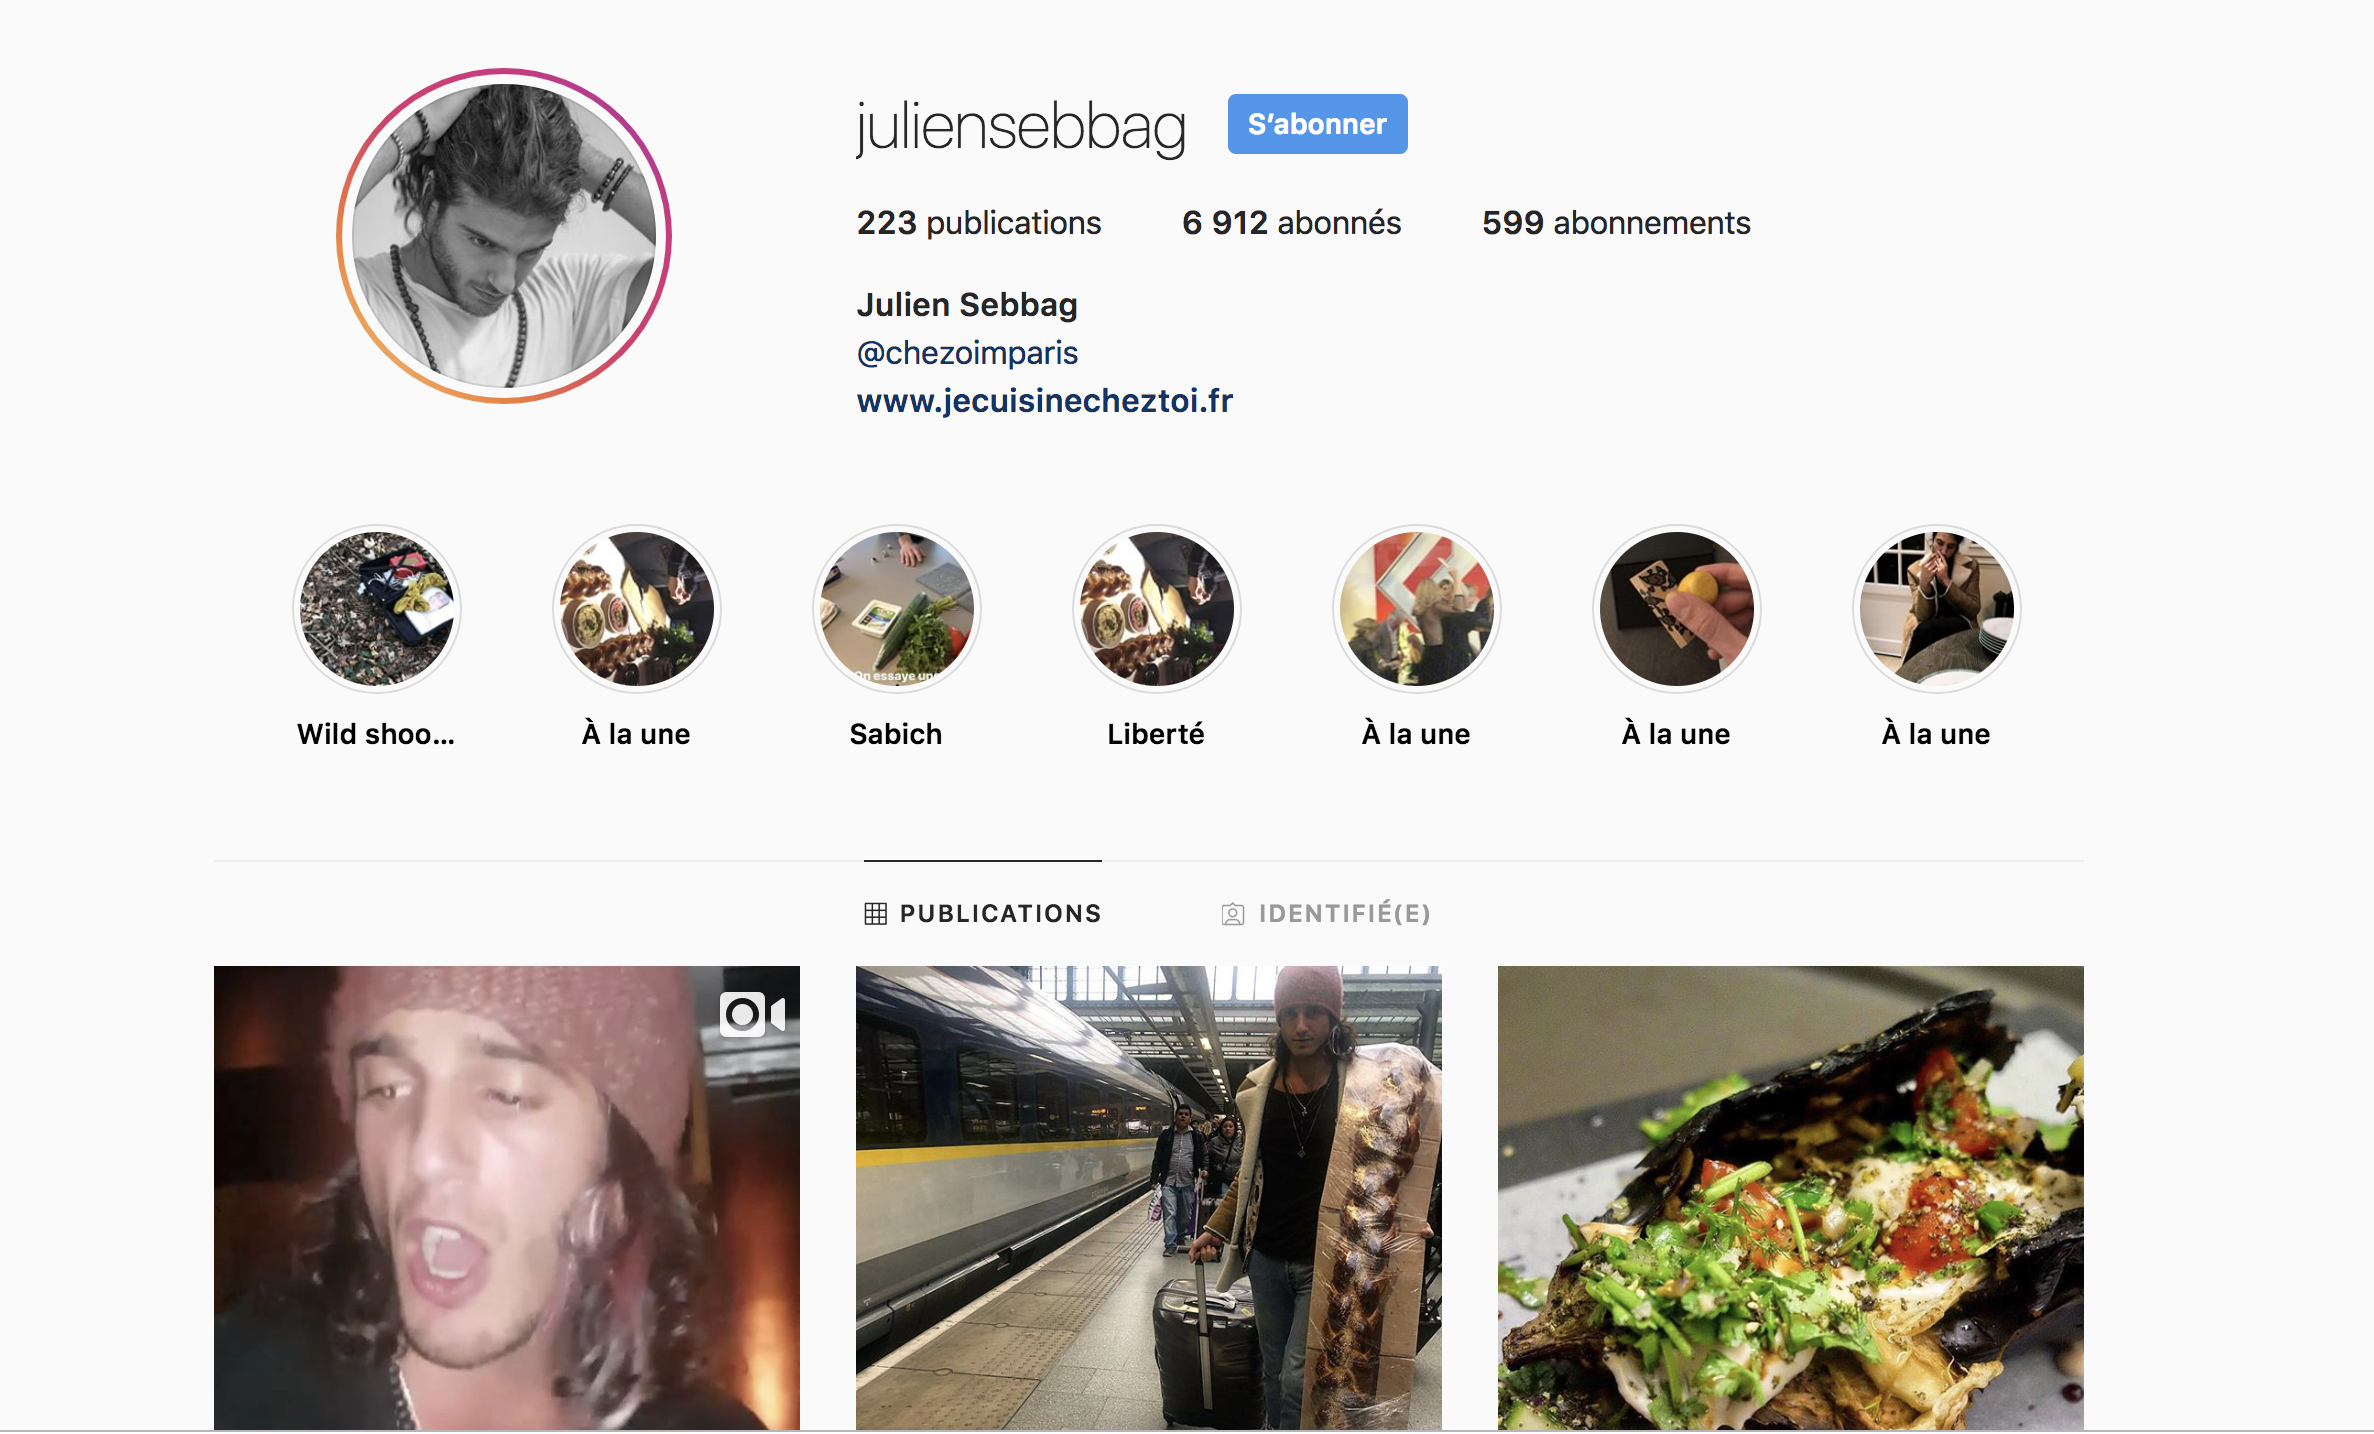 juliensebbag
S'abonner
223 publications
6 912 abonnés
599 abonnements
Julien Sebbag
@chezoimparis
www.jecuisinecheztoi.fr
On essaye une
Wild shoo...
À la une
Sabich
Liberté
À la une
À la une
À la une
PUBLICATIONS
IDENTIFIÉ(E)